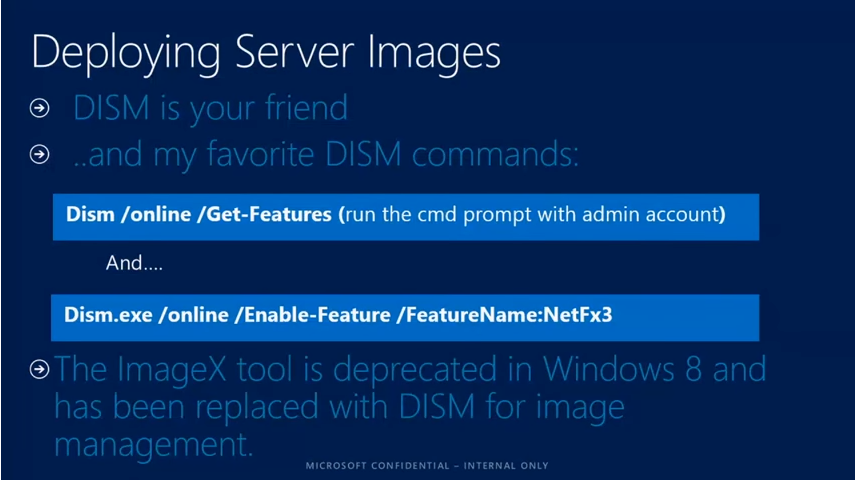 Deploying Server Images
DISM is your friend
..and my favorite DISM commands:
Dism /online /Get-Features (run the cmd prompt with admin account)
And....
Dism.exe /online /Enable-Feature /FeatureName:NetFx3
The ImageX tool is deprecated in Windows 8 and
has been replaced with DISM for image
management.
MICROSOFT CONFIDENTIAL – INTERNAL ONLY